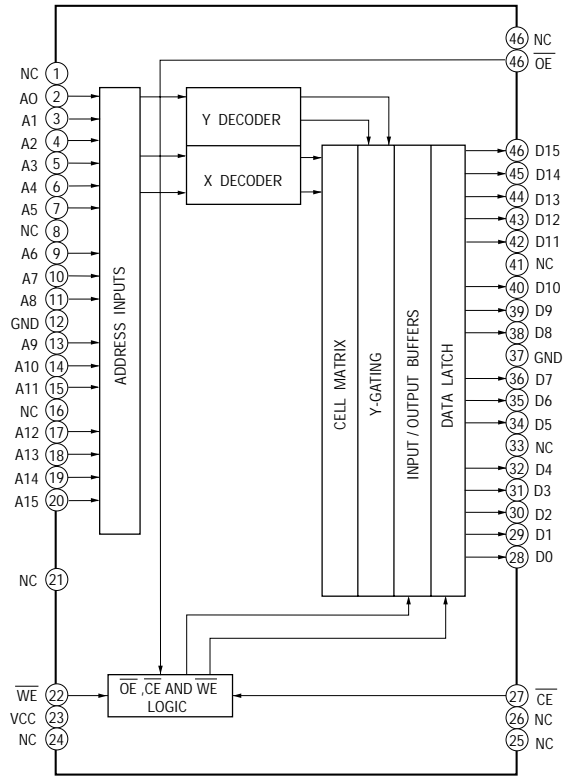 46 NC
46 OE
NC 1
AO 2
A1 3
A2 4
A3 5
A4 6
A5 7
NC 8
A6 9
A7 10
A8 11
GND 12
A9 13
A10 14
A11 15
NC 16
A12 17
A13 18
A14 19
A15 20
NC 21
WE 22
VCC 23
NC 24
ADDRESS INPUTS
Y DECODER
X DECODER
CELL MATRIX
Y-GATING
INPUT / OUTPUT BUFFERS
DATA LATCH
OE ,CE AND WE
LOGIC
46 D15
45 D14
44 D13
43 D12
42 D11
41 NC
40 D10
39 D9
38 D8
37 GND
36 D7
35 D6
34 D5
33 NC
32 D4
31 D3
30 D2
29 D1
28 D0
27 CE
26 NC
25 NC